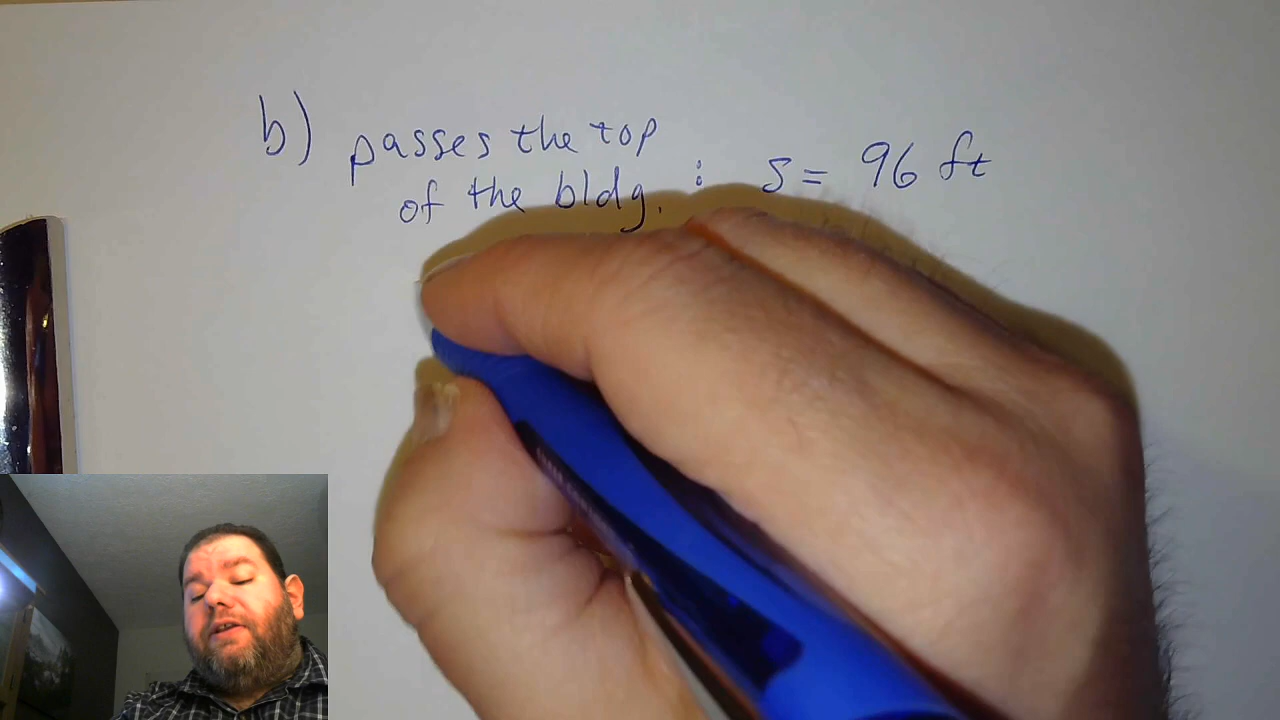 b) passes the top
of the bldg. : s = 96 ft